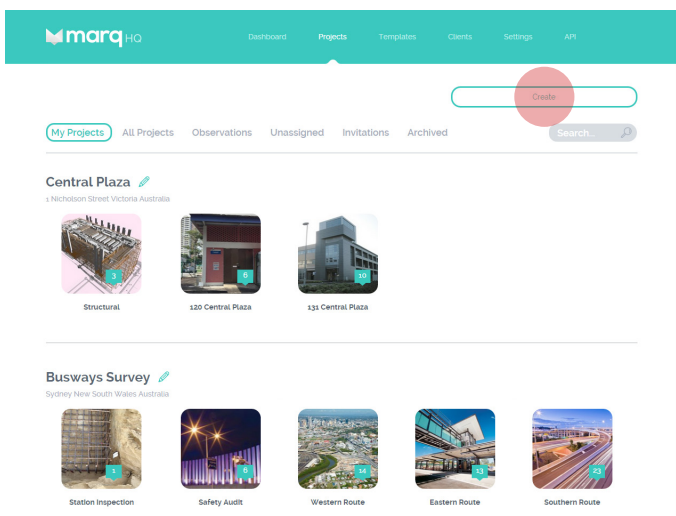 marq HQ
Dashboard Projects Templates Clients Settings API
Create
My Projects All Projects Observations Unassigned Invitations Archived Search...
Central Plaza
1 Nicholson Street Victoria Australia
3 6 10
Structural 120 Central Plaza 131 Central Plaza
Busways Survey
Sydney New South Wales Australia
1 6 14 13 23
Station Inspection Safety Audit Western Route Eastern Route Southern Route